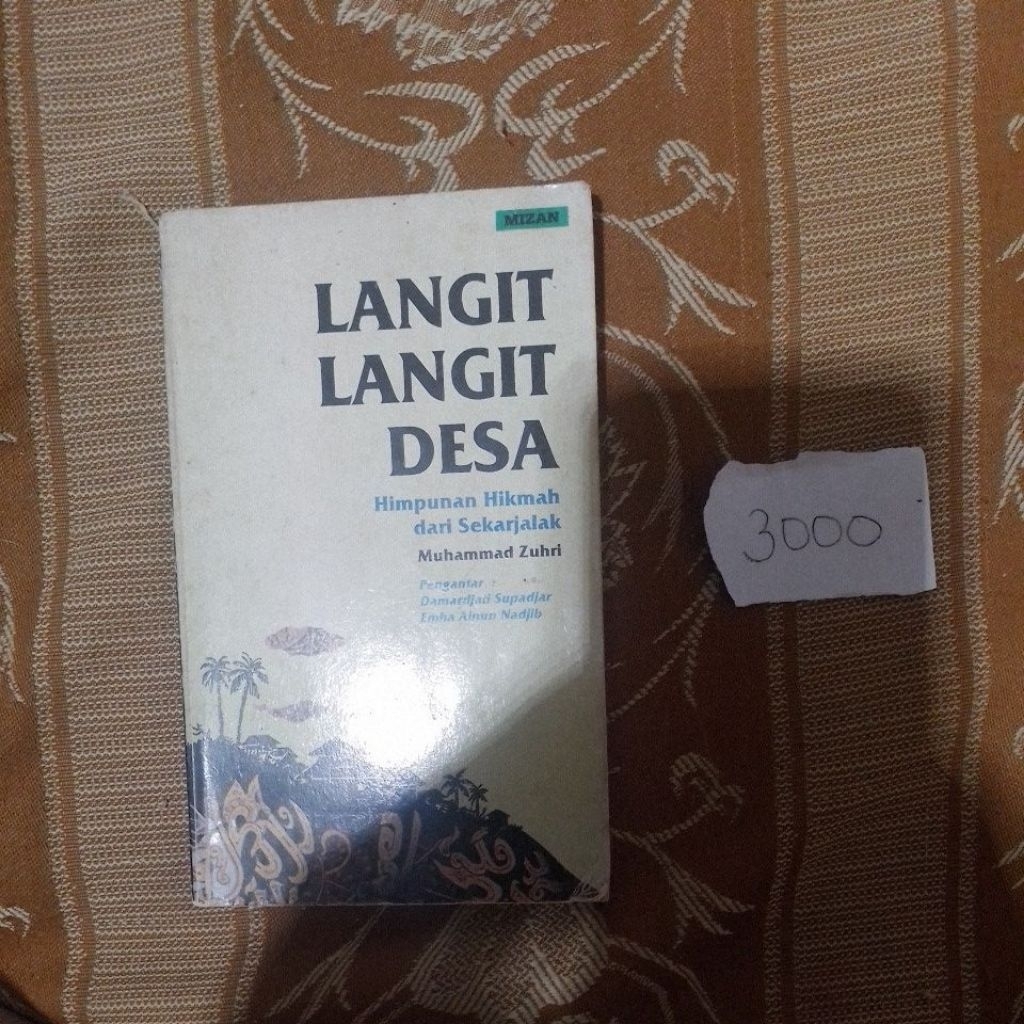 MIZAN
LANGIT
LANGIT
DESA
Himpunan Hikmah
dari Sekarjalak
Muhammad Zuhri
Pengantar :
Damardjati Supadjar
Emha Ainun Nadjib
3000